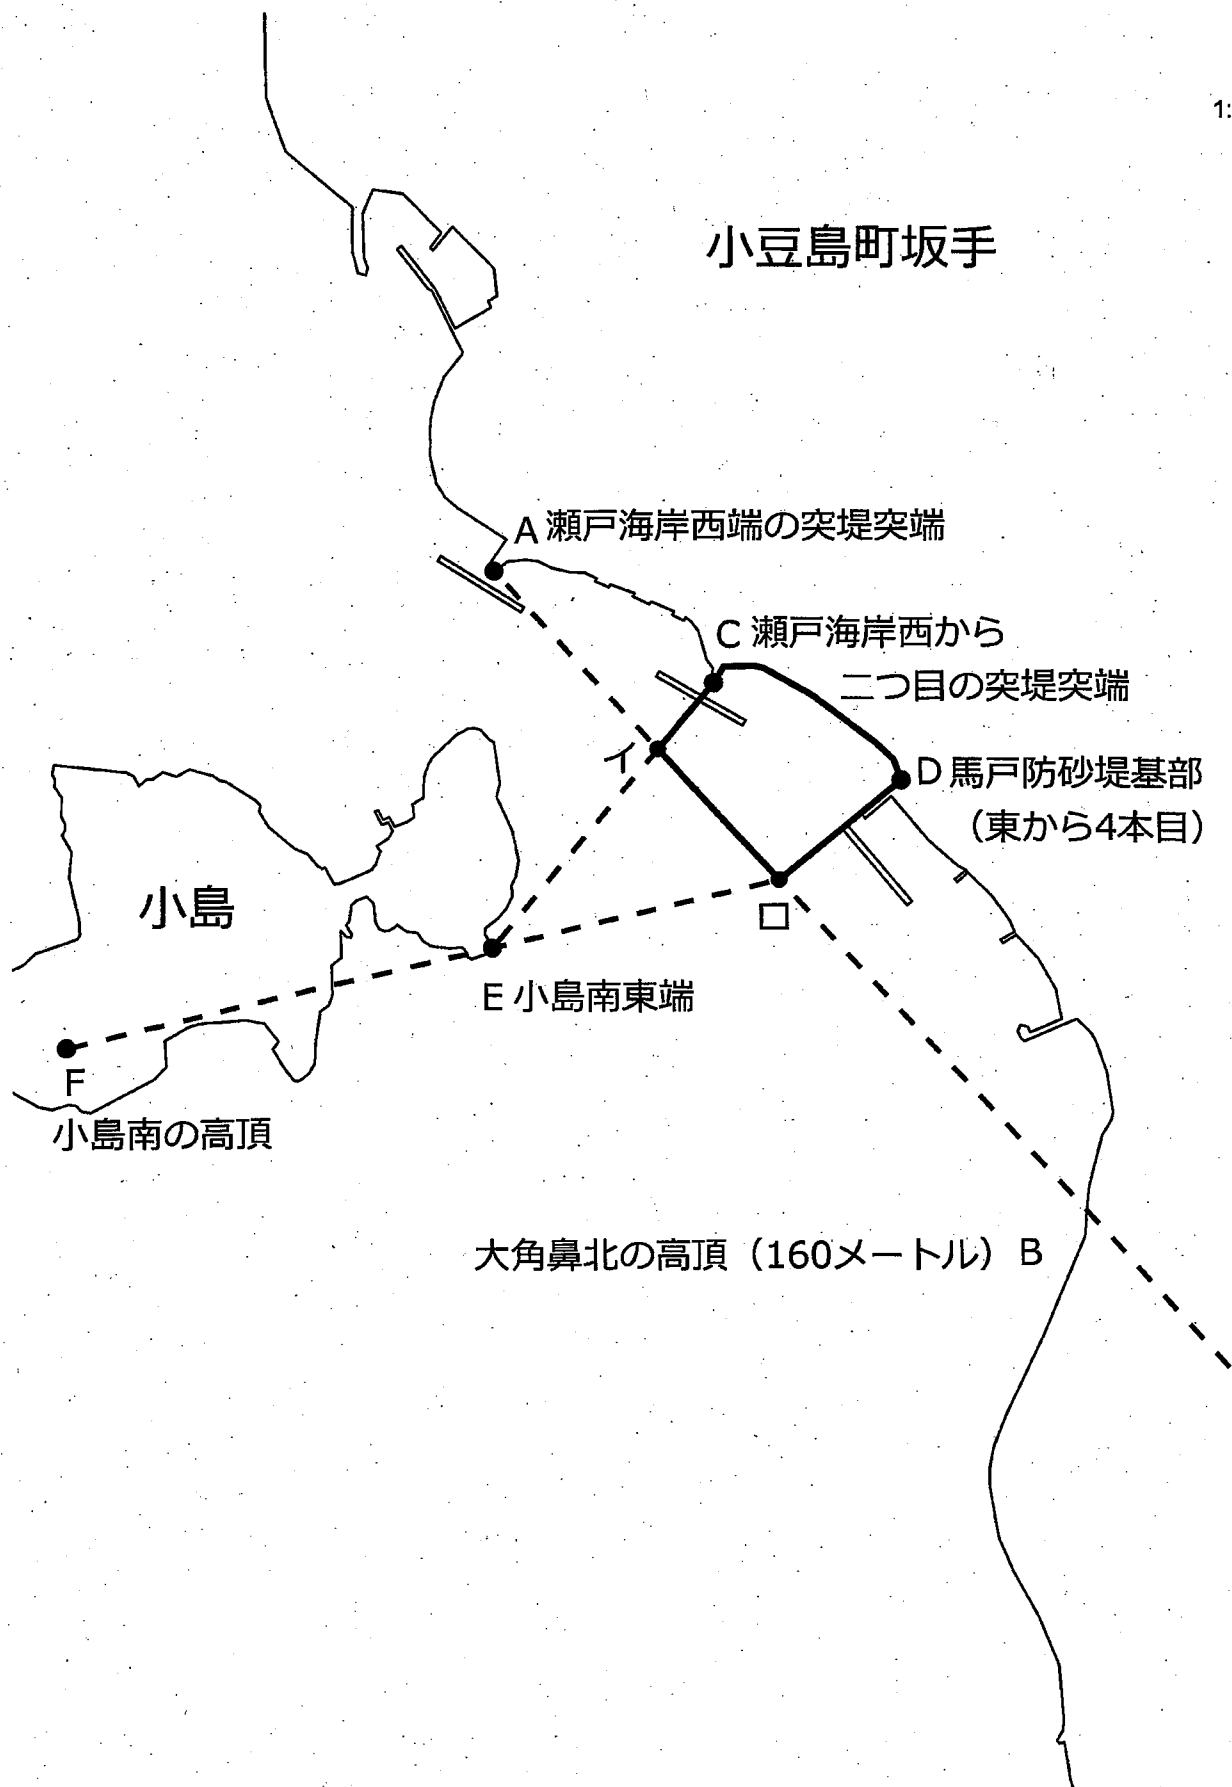 1:
小豆島町坂手
A 瀬戸海岸西端の突堤突端
C 瀬戸海岸西から
二つ目の突堤突端
イ
D 馬戸防砂堤基部
（東から4本目）
小島
ロ
E 小島南東端
F
小島南の高頂
大角鼻北の高頂（160メートル）B